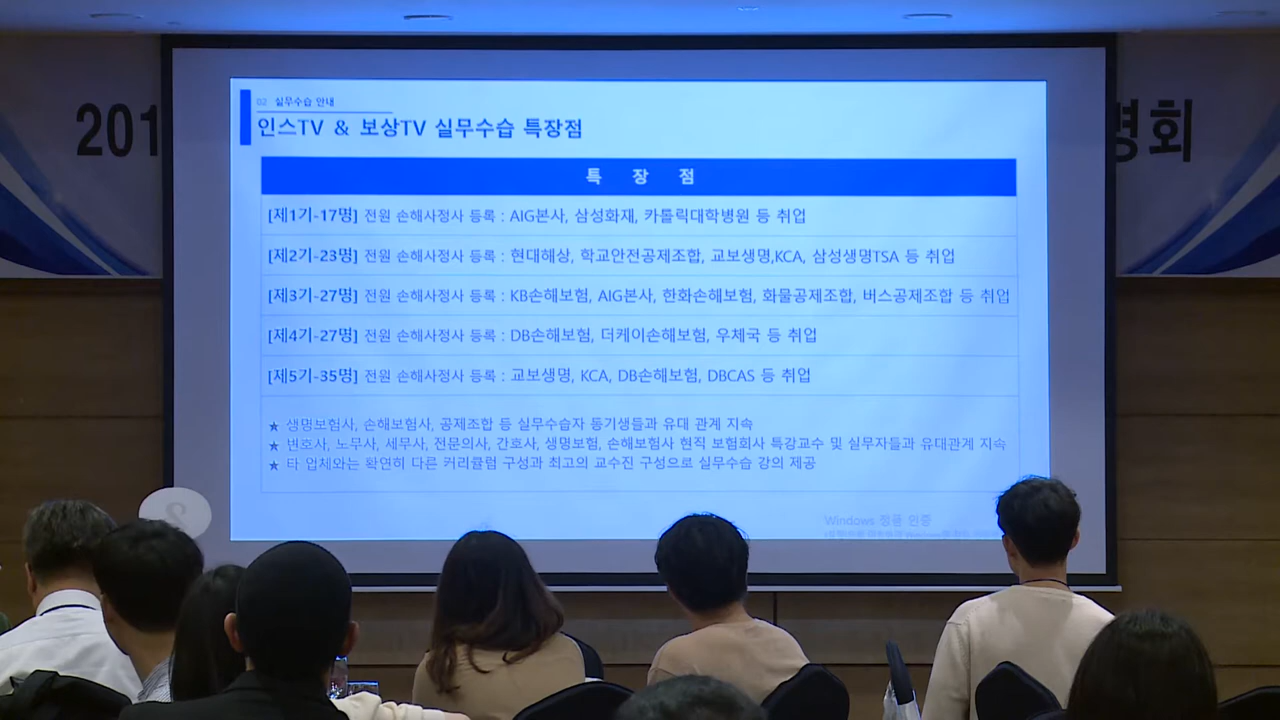 201
명회
02 실무수습 안내
인스TV & 보상TV 실무수습 특장점
특 장 점
[제1기-17명] 전원 손해사정사 등록 : AIG본사, 삼성화재, 카톨릭대학병원 등 취업
[제2기-23명] 전원 손해사정사 등록 : 현대해상, 학교안전공제조합, 교보생명,KCA, 삼성생명TSA 등 취업
[제3기-27명] 전원 손해사정사 등록 : KB손해보험, AIG본사, 한화손해보험, 화물공제조합, 버스공제조합 등 취업
[제4기-27명] 전원 손해사정사 등록 : DB손해보험, 더케이손해보험, 우체국 등 취업
[제5기-35명] 전원 손해사정사 등록 : 교보생명, KCA, DB손해보험, DBCAS 등 취업
★ 생명보험사, 손해보험사, 공제조합 등 실무수습자 동기생들과 유대 관계 지속
★ 변호사, 노무사, 세무사, 전문의사, 간호사, 생명보험, 손해보험사 현직 보험회사 특강교수 및 실무자들과 유대관계 지속
★ 타 업체와는 확연히 다른 커리큘럼 구성과 최고의 교수진 구성으로 실무수습 강의 제공
Windows 정품 인증
8